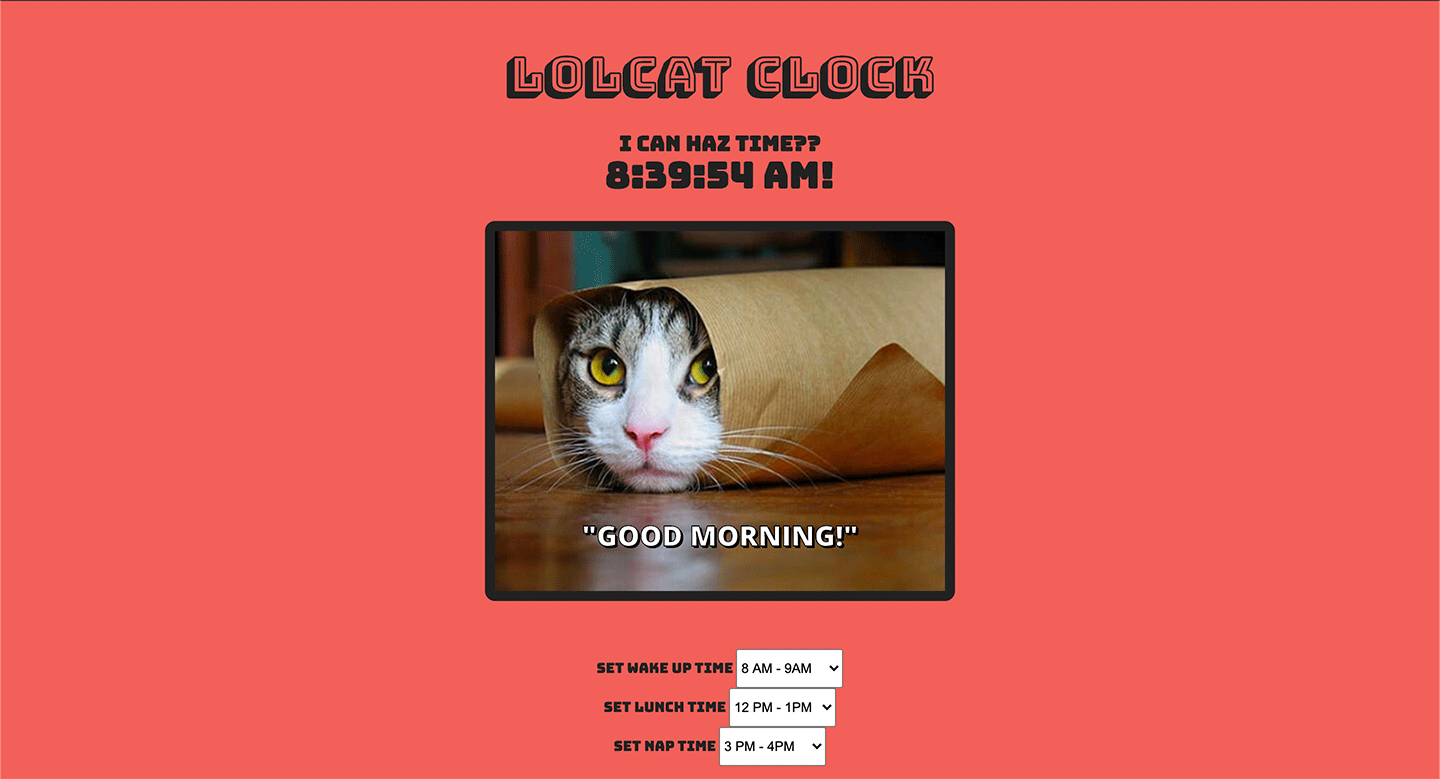 LOLCAT CLOCK
I CAN HAZ TIME??
8:39:54 AM!
"GOOD MORNING!"
SET WAKE UP TIME 8 AM - 9AM
SET LUNCH TIME 12 PM - 1PM
SET NAP TIME 3 PM - 4PM